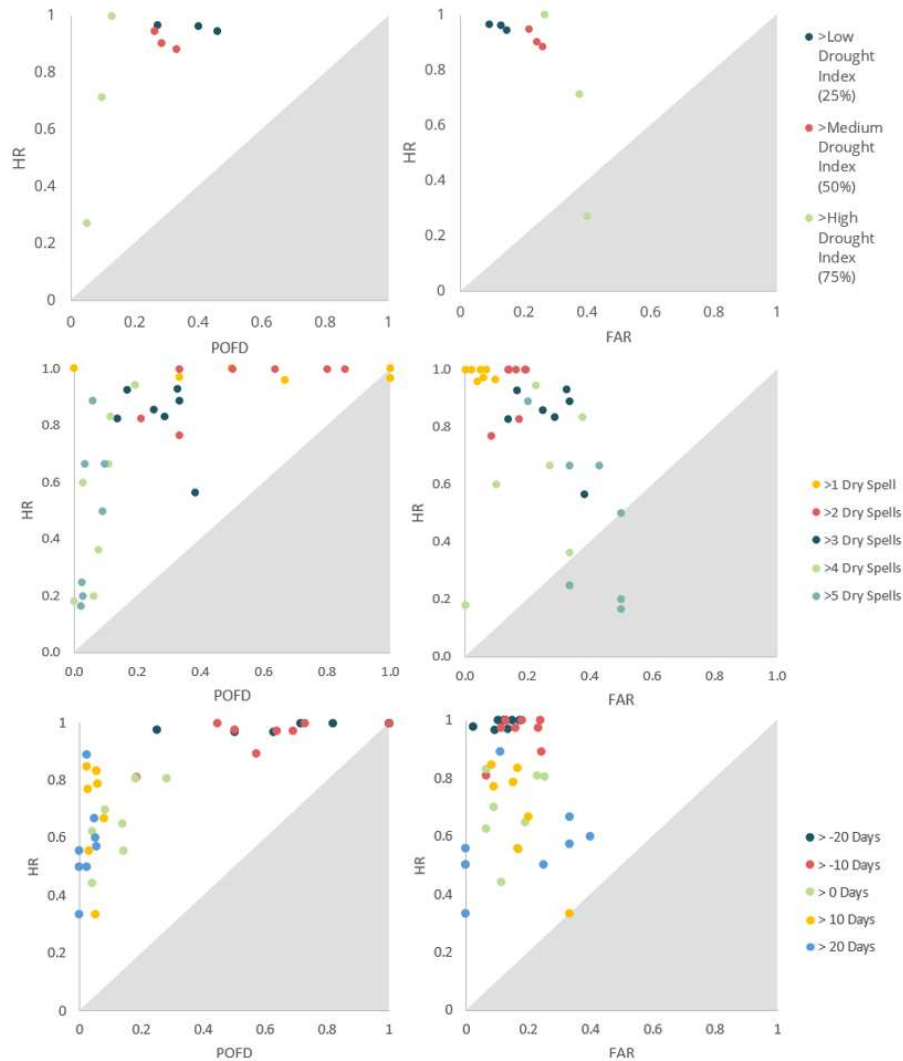 1
0.8
0.6
0.4
0.2
0
HR
0
0.2
0.4
0.6
0.8
1
POFD
1
0.8
0.6
0.4
0.2
0
HR
0
0.2
0.4
0.6
0.8
1
FAR
>Low
Drought
Index
(25%)
>Medium
Drought
Index
(50%)
>High
Drought
Index
(75%)
1.0
0.8
0.6
0.4
0.2
0.0
HR
0.0
0.2
0.4
0.6
0.8
1.0
POFD
1.0
0.8
0.6
0.4
0.2
0.0
HR
0.0
0.2
0.4
0.6
0.8
1.0
FAR
>1 Dry Spell
>2 Dry Spells
>3 Dry Spells
>4 Dry Spells
>5 Dry Spells
1
0.8
0.6
0.4
0.2
0
HR
0
0.2
0.4
0.6
0.8
1
POFD
1
0.8
0.6
0.4
0.2
0
HR
0
0.2
0.4
0.6
0.8
1
FAR
> -20 Days
> -10 Days
> 0 Days
> 10 Days
> 20 Days